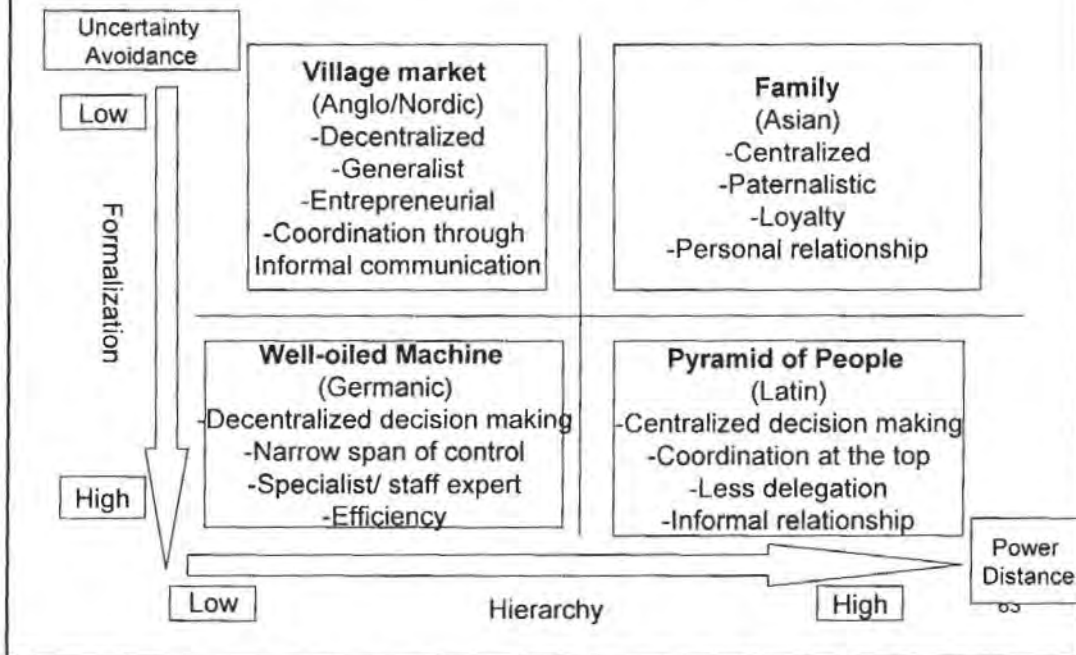 Uncertainty
Avoidance
Low
Formalization
High
Village market
(Anglo/Nordic)
-Decentralized
-Generalist
-Entrepreneurial
-Coordination through
Informal communication
Family
(Asian)
-Centralized
-Paternalistic
-Loyalty
-Personal relationship
Well-oiled Machine
(Germanic)
-Decentralized decision making
-Narrow span of control
-Specialist/ staff expert
-Efficiency
Pyramid of People
(Latin)
-Centralized decision making
-Coordination at the top
-Less delegation
-Informal relationship
Low
Hierarchy
High
Power
Distance